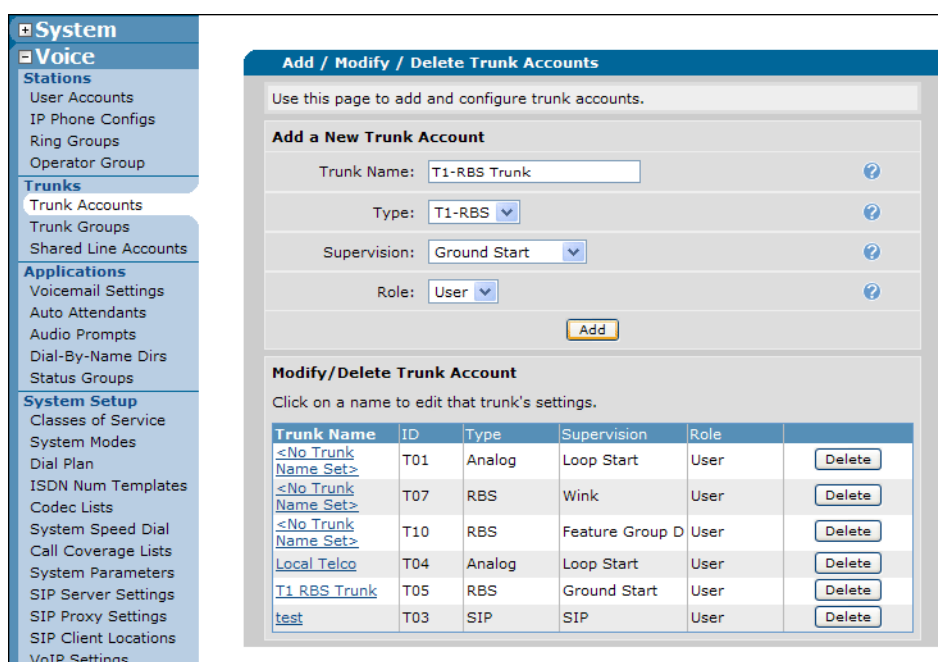 System
Voice
Stations
User Accounts
IP Phone Configs
Ring Groups
Operator Group
Trunks
Trunk Accounts
Trunk Groups
Shared Line Accounts
Applications
Voicemail Settings
Auto Attendants
Audio Prompts
Dial-By-Name Dirs
Status Groups
System Setup
Classes of Service
System Modes
Dial Plan
ISDN Num Templates
Codec Lists
System Speed Dial
Call Coverage Lists
System Parameters
SIP Server Settings
SIP Proxy Settings
SIP Client Locations
VoIP Settings
Add / Modify / Delete Trunk Accounts
Use this page to add and configure trunk accounts.
Add a New Trunk Account
Trunk Name: T1-RBS Trunk ?
Type: T1-RBS ?
Supervision: Ground Start ?
Role: User ?
Add
Modify/Delete Trunk Account
Click on a name to edit that trunk's settings.
Trunk Name ID Type Supervision Role
<No Trunk
Name Set> T01 Analog Loop Start User Delete
<No Trunk
Name Set> T07 RBS Wink User Delete
<No Trunk
Name Set> T10 RBS Feature Group D User Delete
Local Telco T04 Analog Loop Start User Delete
T1 RBS Trunk T05 RBS Ground Start User Delete
test T03 SIP SIP User Delete